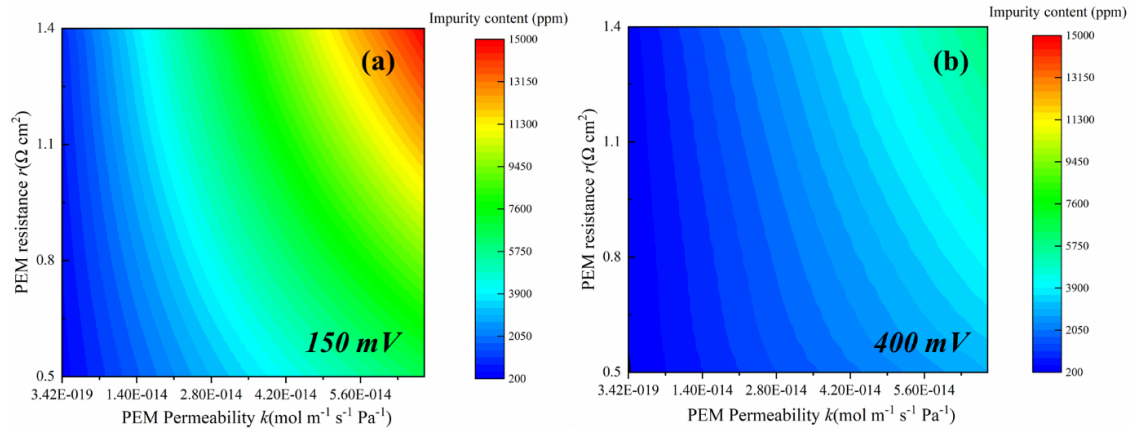 Impurity content (ppm)
(a)
150 mV
PEM resistance r(Ω cm²)
1.4
1.1
0.8
0.5
3.42E-019 1.40E-014 2.80E-014 4.20E-014 5.60E-014
PEM Permeability k(mol m⁻¹ s⁻¹ Pa⁻¹)
15000
13150
11300
9450
7600
5750
3900
2050
200
Impurity content (ppm)
(b)
400 mV
PEM resistance r(Ω cm²)
1.4
1.1
0.8
0.5
3.42E-019 1.40E-014 2.80E-014 4.20E-014 5.60E-014
PEM Permeability k(mol m⁻¹ s⁻¹ Pa⁻¹)
15000
13150
11300
9450
7600
5750
3900
2050
200